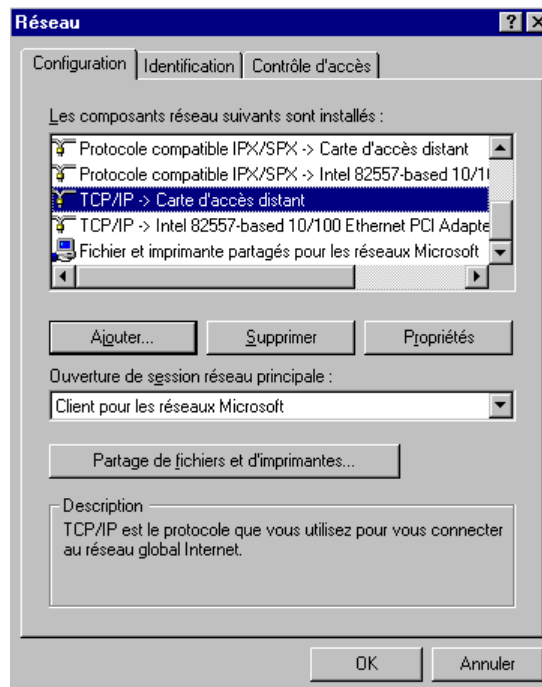 Réseau
Configuration
Identification
Contrôle d'accès
Les composants réseau suivants sont installés :
Protocole compatible IPX/SPX -> Carte d'accès distant
Protocole compatible IPX/SPX -> Intel 82557-based 10/10
TCP/IP -> Carte d'accès distant
TCP/IP -> Intel 82557-based 10/100 Ethernet PCI Adapte
Fichier et imprimante partagés pour les réseaux Microsoft
Ajouter...
Supprimer
Propriétés
Ouverture de session réseau principale :
Client pour les réseaux Microsoft
Partage de fichiers et d'imprimantes...
Description
TCP/IP est le protocole que vous utilisez pour vous connecter
au réseau global Internet.
OK
Annuler